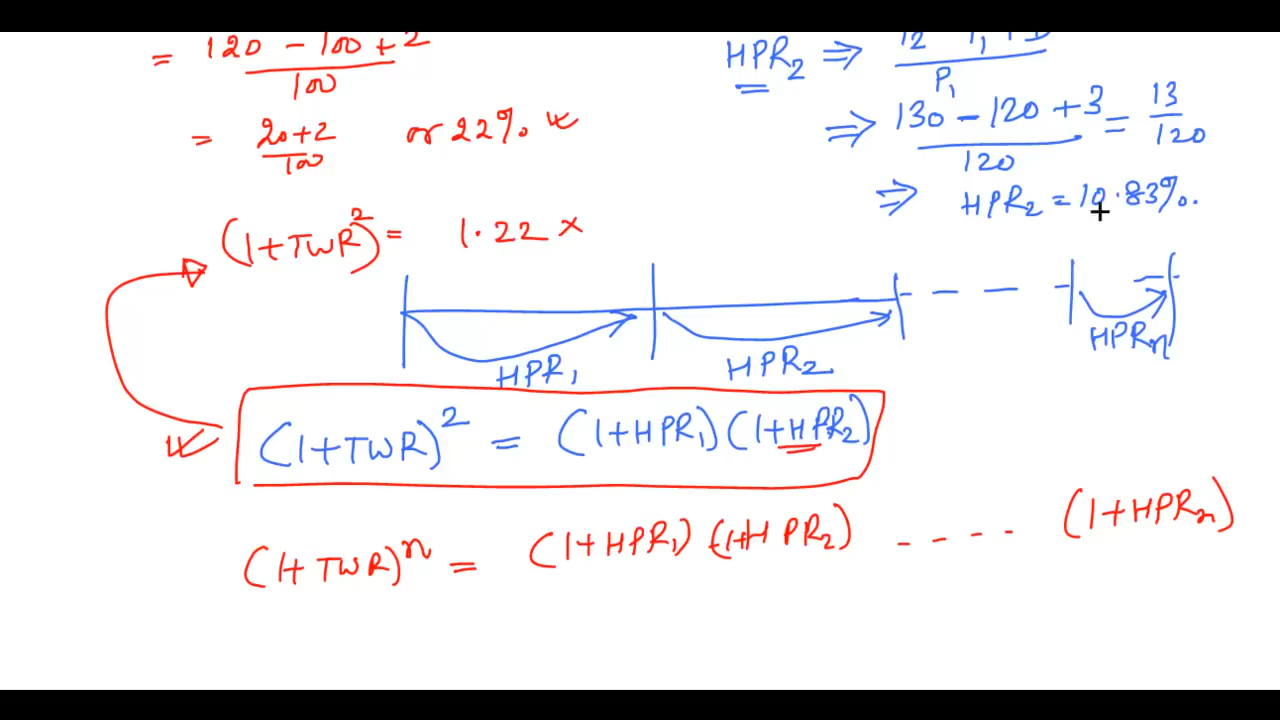 = 120 - 100 + 2
100
= 20+2
100
or 22%
HPR2 ⇒ P2 - P1 + D
P1
⇒ 130 - 120 + 3 = 13
120 120
⇒ HPR2 = 10.83%.
(1+TWR)^2 = 1.22 x
HPR1 HPR2 HPRn
(1+TWR)^2 = (1+HPR1)(1+HPR2)
(1+TWR)^n = (1+HPR1)(1+HPR2) ---- (1+HPRn)